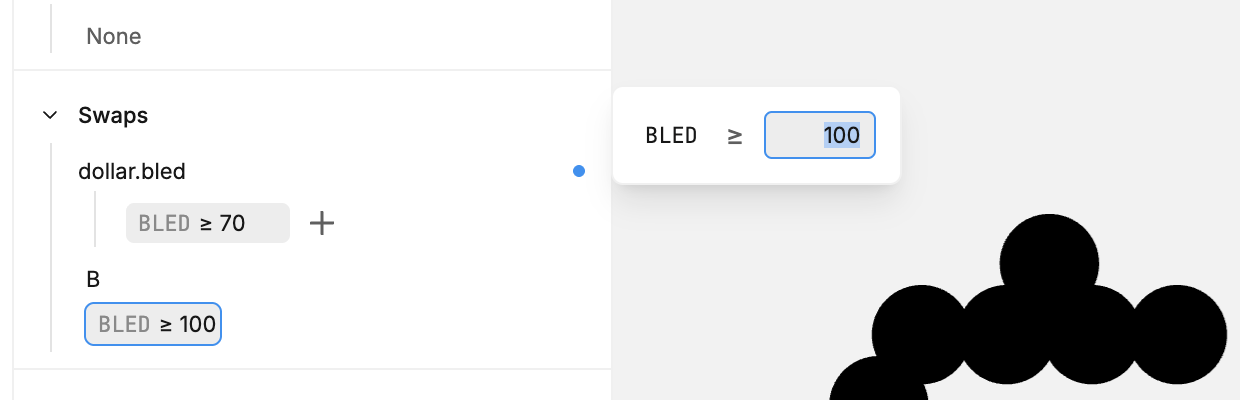 None
Swaps
dollar.bled
BLED ≥ 70
B
BLED ≥ 100
BLED ≥ 100